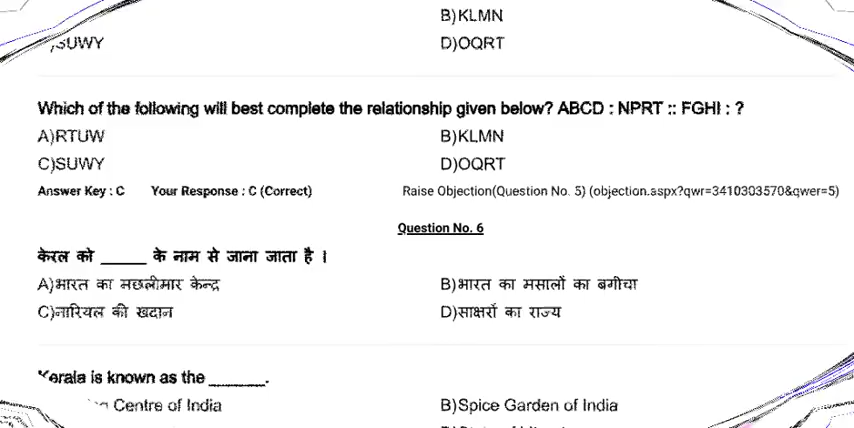 B)KLMN
)SUWY D)OQRT
Which of the following will best complete the relationship given below? ABCD : NPRT :: FGHI : ?
A)RTUW B)KLMN
C)SUWY D)OQRT
Answer Key : C Your Response : C (Correct) Raise Objection(Question No. 5) (objection.aspx?qwr=3410303570&qwer=5)
Question No. 6
केरल को _____ के नाम से जाना जाता है ।
A)भारत का मछलीमार केन्द्र B)भारत का मसालों का बगीचा
C)नारियल की खदान D)साक्षरों का राज्य
Kerala is known as the ______.
Centre of India B)Spice Garden of India